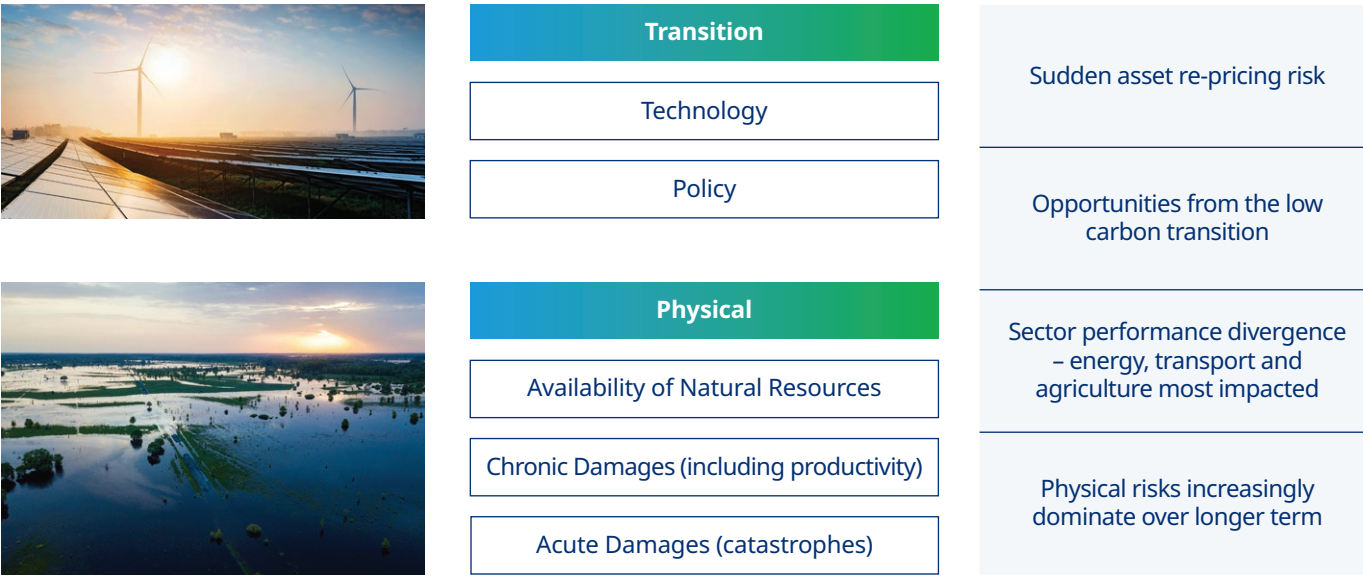 Transition
Technology
Policy
Physical
Availability of Natural Resources
Chronic Damages (including productivity)
Acute Damages (catastrophes)
Sudden asset re-pricing risk
Opportunities from the low
carbon transition
Sector performance divergence
– energy, transport and
agriculture most impacted
Physical risks increasingly
dominate over longer term